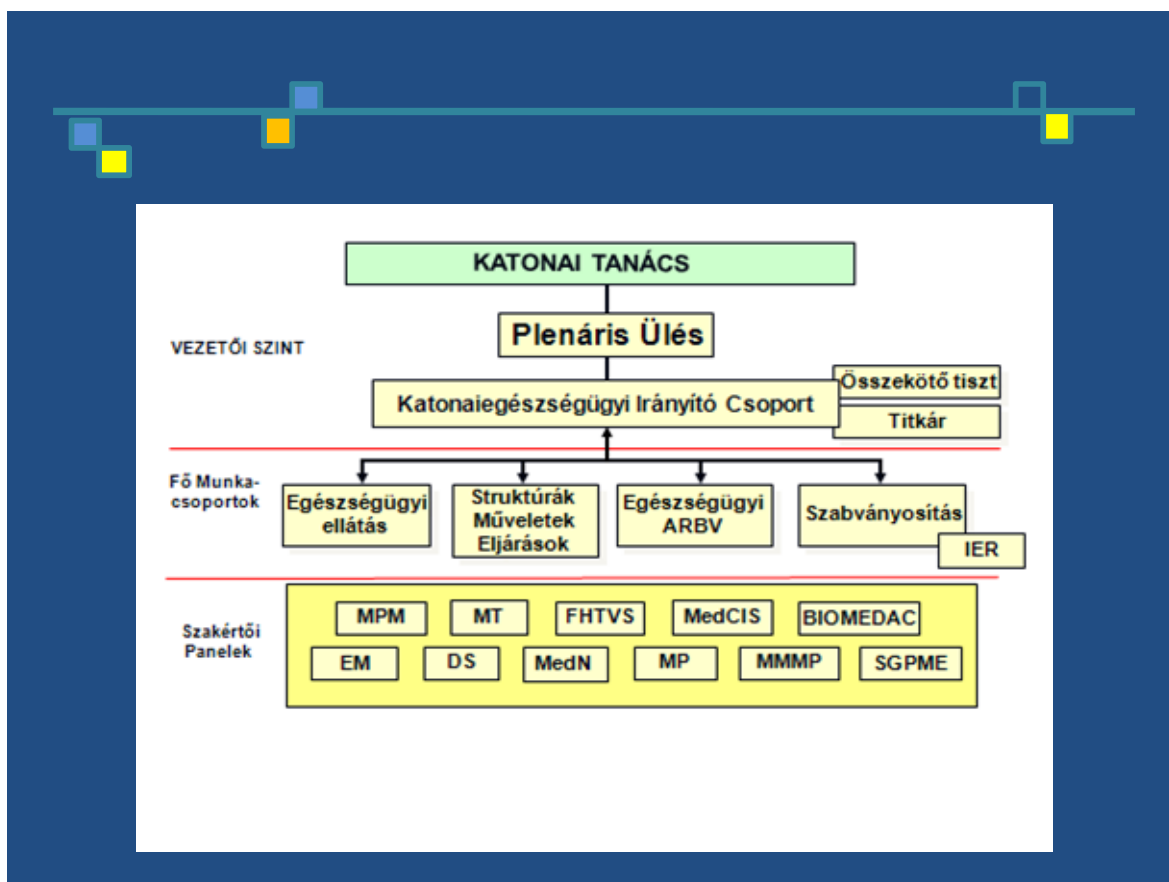 KATONAI TANÁCS
Plenáris Ülés
VEZETŐI SZINT
Összekötő tiszt
Katonaiegészségügyi Irányító Csoport
Titkár
Fő Munka-
csoportok
Egészségügyi
ellátás
Struktúrák
Műveletek
Eljárások
Egészségügyi
ARBV
Szabványosítás
IER
Szakértői
Panelek
MPM
MT
FHTVS
MedCIS
BIOMEDAC
EM
DS
MedN
MP
MMMP
SGPME